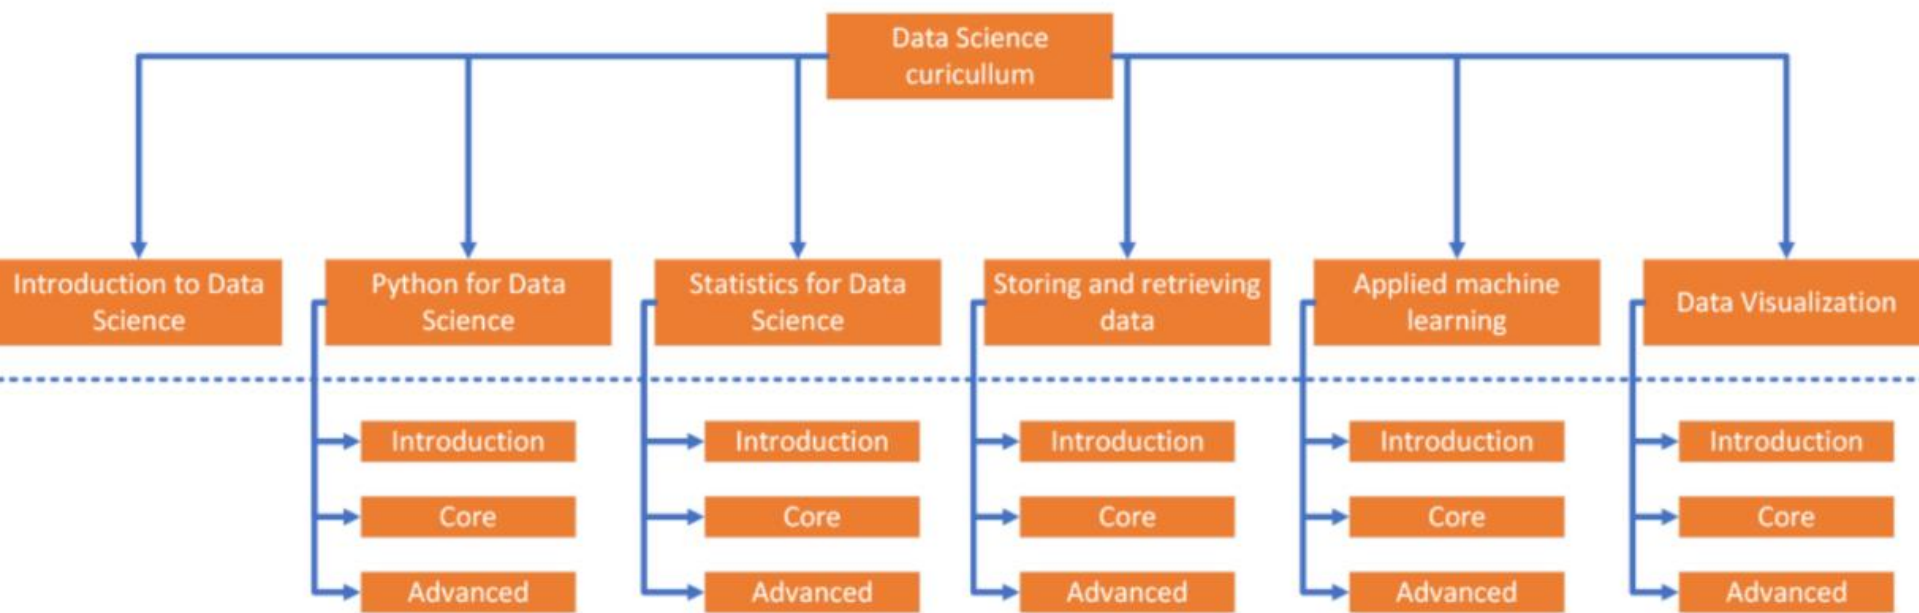 Data Science
curicullum
Introduction to Data
Science
Python for Data
Science
Statistics for Data
Science
Storing and retrieving
data
Applied machine
learning
Data Visualization
Introduction
Core
Advanced
Introduction
Core
Advanced
Introduction
Core
Advanced
Introduction
Core
Advanced
Introduction
Core
Advanced